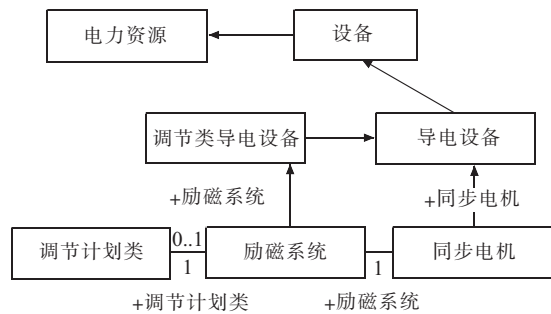 电力资源
设备
调节类导电设备
导电设备
+励磁系统
+同步电机
调节计划类
0..1
1
励磁系统
1
同步电机
+调节计划类
+励磁系统